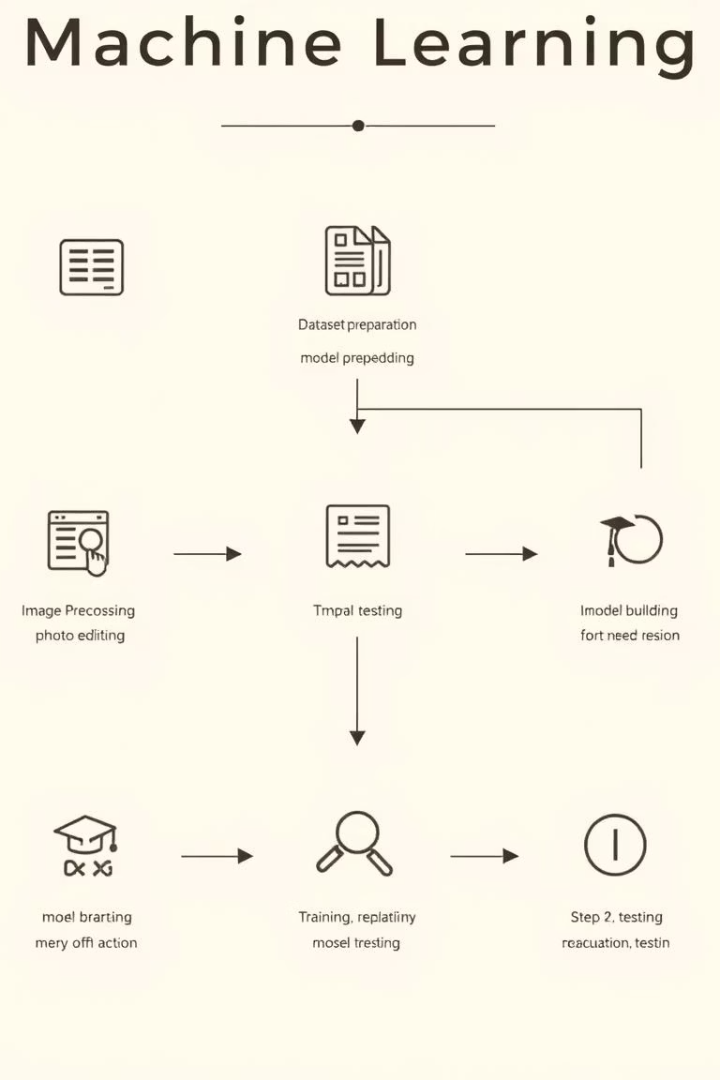 Machine Learning
Dataset preparation
model prepedding
Image Precossing
photo editing
Tmpal testing
Imodel building
fort need resion
moel brarting
mery offi action
Training, replatliny
mosel tresting
Step 2, testing
reacuation, testin